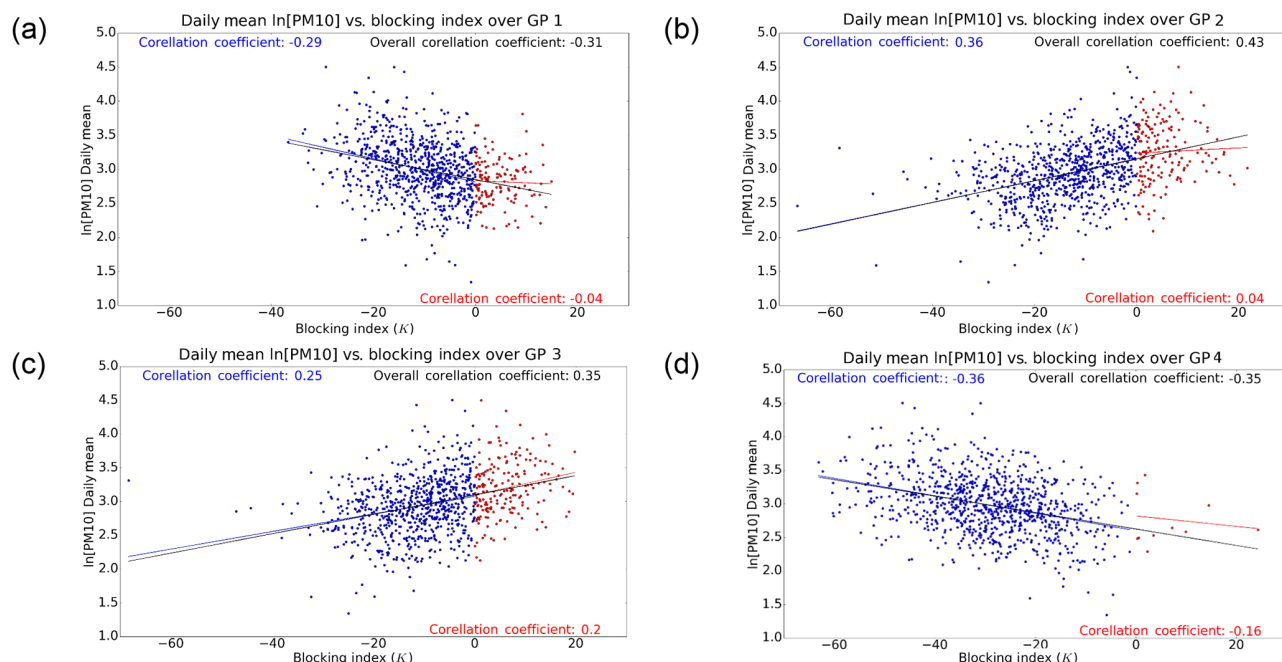 (a)
Daily mean ln[PM10] vs. blocking index over GP 1
Corellation coefficient: -0.29
Overall corellation coefficient: -0.31
5.0
4.5
4.0
3.5
3.0
2.5
2.0
1.5
1.0
ln[PM10] Daily mean
Corellation coefficient: -0.04
−60
−40
−20
0
20
Blocking index (K)
(b)
Daily mean ln[PM10] vs. blocking index over GP 2
Corellation coefficient: 0.36
Overall corellation coefficient: 0.43
5.0
4.5
4.0
3.5
3.0
2.5
2.0
1.5
1.0
ln[PM10] Daily mean
Corellation coefficient: 0.04
−60
−40
−20
0
20
Blocking index (K)
(c)
Daily mean ln[PM10] vs. blocking index over GP 3
Corellation coefficient: 0.25
Overall corellation coefficient: 0.35
5.0
4.5
4.0
3.5
3.0
2.5
2.0
1.5
1.0
ln[PM10] Daily mean
Corellation coefficient: 0.2
−60
−40
−20
0
20
Blocking index (K)
(d)
Daily mean ln[PM10] vs. blocking index over GP 4
Corellation coefficient:: -0.36
Overall corellation coefficient: -0.35
5.0
4.5
4.0
3.5
3.0
2.5
2.0
1.5
1.0
ln[PM10] Daily mean
Corellation coefficient: -0.16
−60
−40
−20
0
20
Blocking index (K)